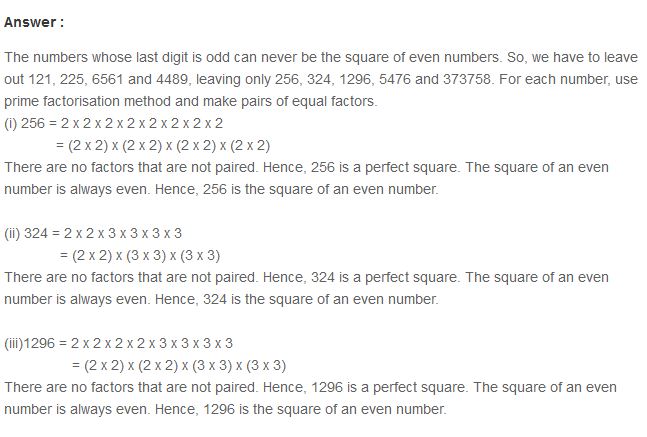 Answer :
The numbers whose last digit is odd can never be the square of even numbers. So, we have to leave
out 121, 225, 6561 and 4489, leaving only 256, 324, 1296, 5476 and 373758. For each number, use
prime factorisation method and make pairs of equal factors.
(i) 256 = 2 x 2 x 2 x 2 x 2 x 2 x 2 x 2
= (2 x 2) x (2 x 2) x (2 x 2) x (2 x 2)
There are no factors that are not paired. Hence, 256 is a perfect square. The square of an even
number is always even. Hence, 256 is the square of an even number.
(ii) 324 = 2 x 2 x 3 x 3 x 3 x 3
= (2 x 2) x (3 x 3) x (3 x 3)
There are no factors that are not paired. Hence, 324 is a perfect square. The square of an even
number is always even. Hence, 324 is the square of an even number.
(iii)1296 = 2 x 2 x 2 x 2 x 3 x 3 x 3 x 3
= (2 x 2) x (2 x 2) x (3 x 3) x (3 x 3)
There are no factors that are not paired. Hence, 1296 is a perfect square. The square of an even
number is always even. Hence, 1296 is the square of an even number.